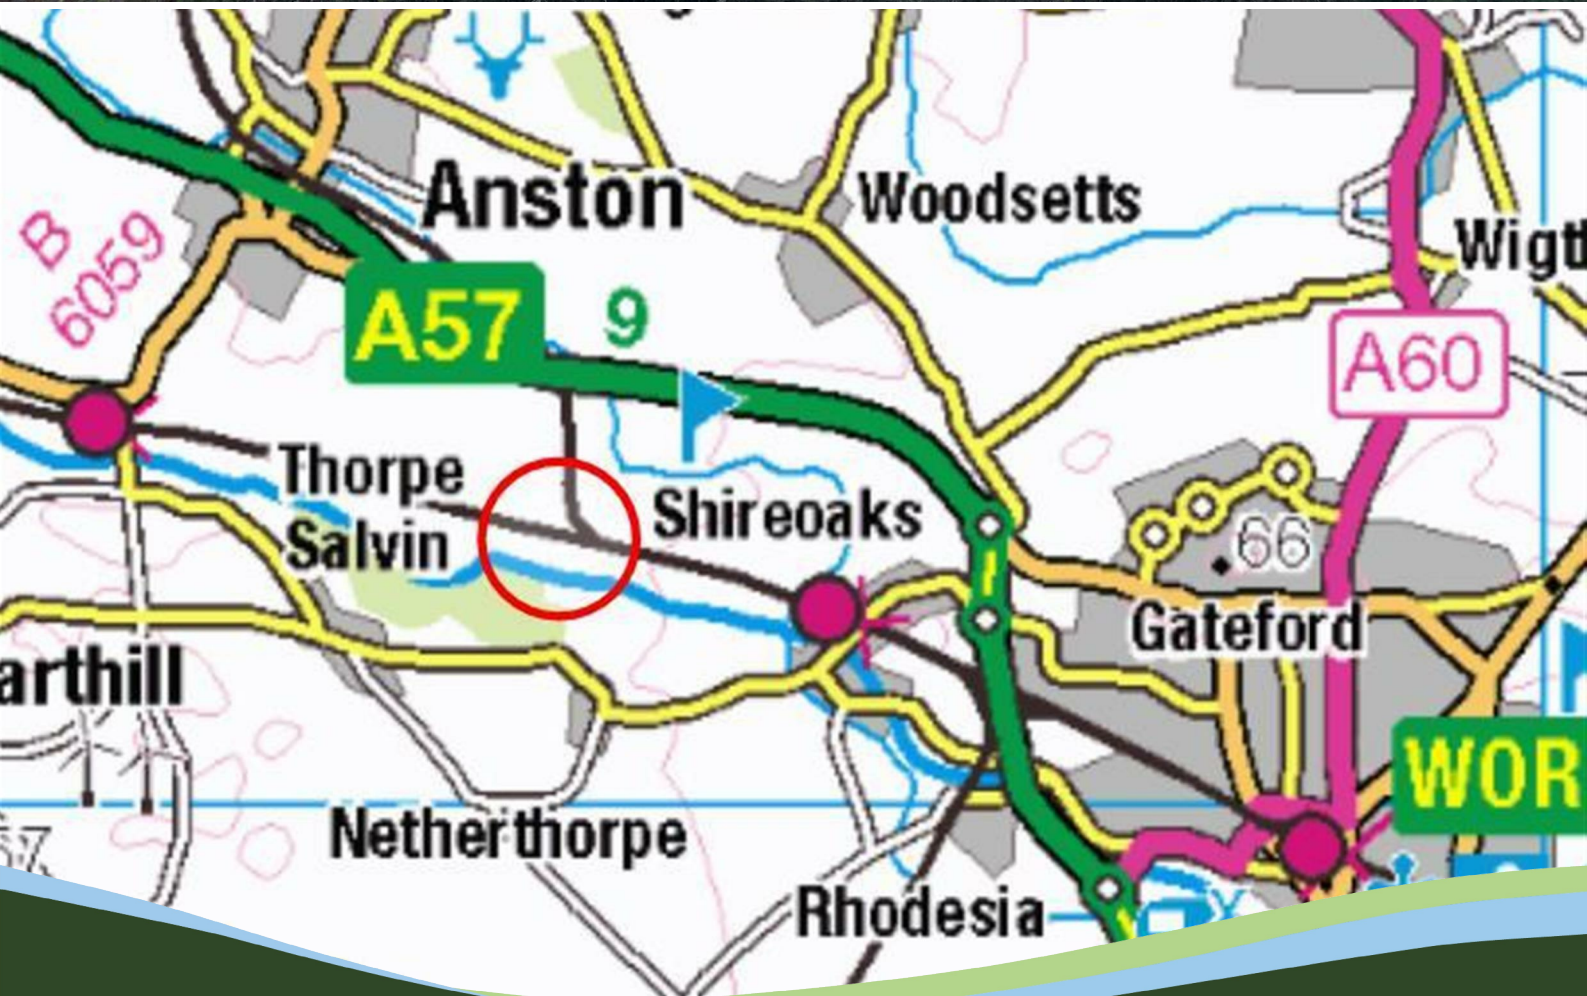 Anston
Woodsetts
B
6059
Wigt
A57
9
A60
Thorpe
Salvin
Shireoaks
66
Gateford
arthill
WOR
Netherthorpe
Rhodesia